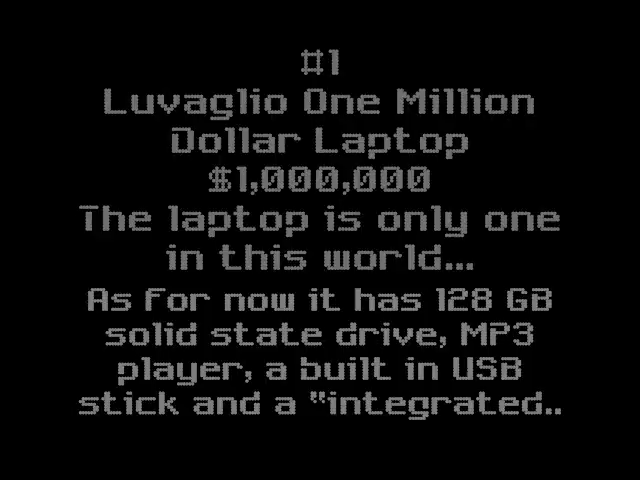 #1
Luvaglio One Million
Dollar Laptop
$1,000,000
The laptop is only one
in this world...
As for now it has 128 GB
solid state drive, MP3
player, a built in USB
stick and a "integrated..